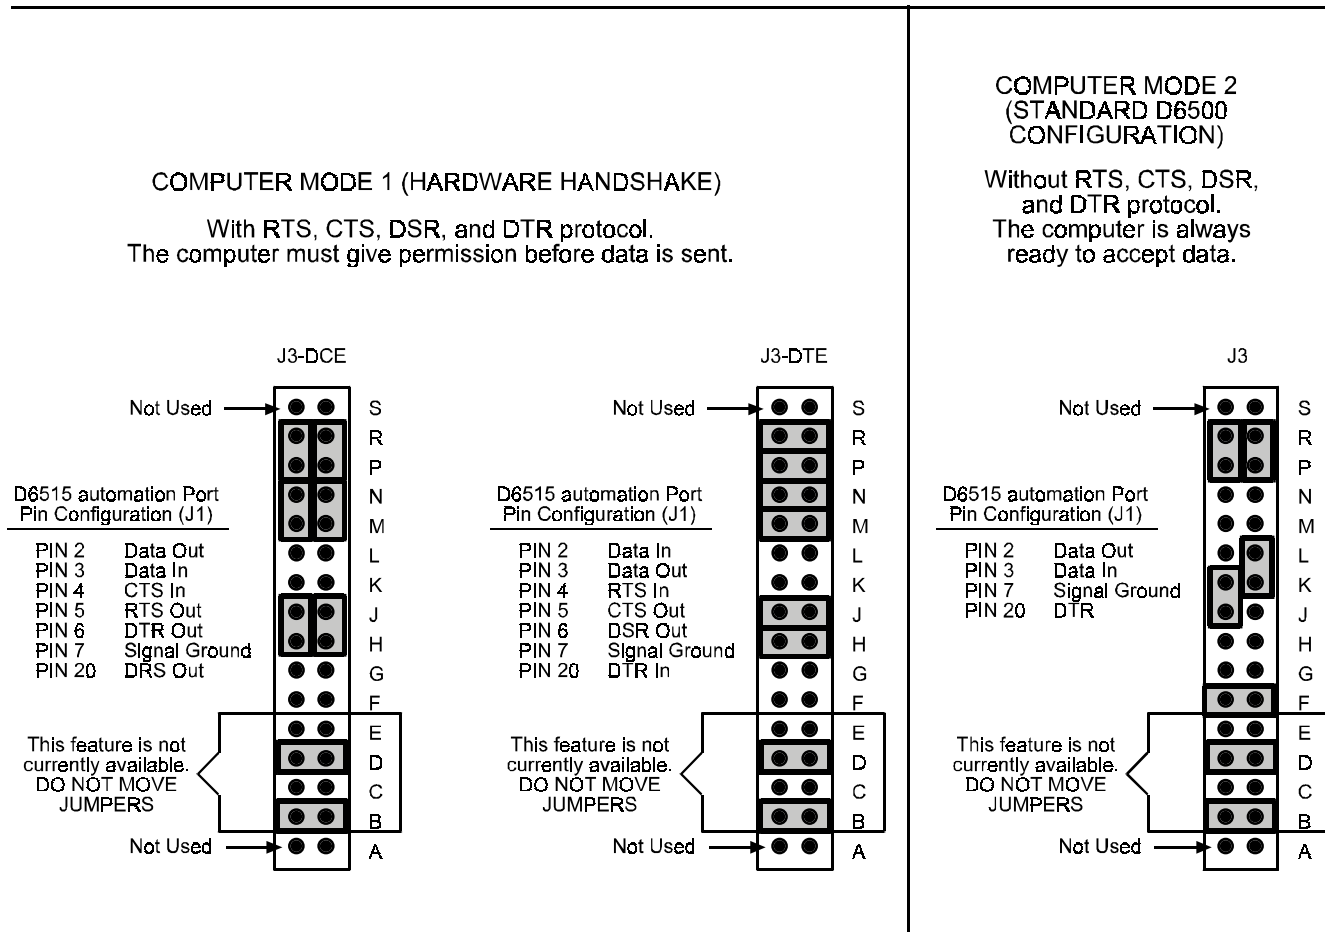 COMPUTER MODE 1 (HARDWARE HANDSHAKE)
With RTS, CTS, DSR, and DTR protocol.
The computer must give permission before data is sent.
J3-DCE
Not Used
S
R
P
N
M
L
K
J
H
G
F
E
D
C
B
A
D6515 automation Port
Pin Configuration (J1)
PIN 2 Data Out
PIN 3 Data In
PIN 4 CTS In
PIN 5 RTS Out
PIN 6 DTR Out
PIN 7 Signal Ground
PIN 20 DRS Out
This feature is not
currently available.
DO NOT MOVE
JUMPERS
Not Used
J3-DTE
Not Used
S
R
P
N
M
L
K
J
H
G
F
E
D
C
B
A
D6515 automation Port
Pin Configuration (J1)
PIN 2 Data In
PIN 3 Data Out
PIN 4 RTS In
PIN 5 CTS Out
PIN 6 DSR Out
PIN 7 Signal Ground
PIN 20 DTR In
This feature is not
currently available.
DO NOT MOVE
JUMPERS
Not Used
COMPUTER MODE 2
(STANDARD D6500
CONFIGURATION)
Without RTS, CTS, DSR,
and DTR protocol.
The computer is always
ready to accept data.
J3
Not Used
S
R
P
N
M
L
K
J
H
G
F
E
D
C
B
A
D6515 automation Port
Pin Configuration (J1)
PIN 2 Data Out
PIN 3 Data In
PIN 7 Signal Ground
PIN 20 DTR
This feature is not
currently available.
DO NOT MOVE
JUMPERS
Not Used